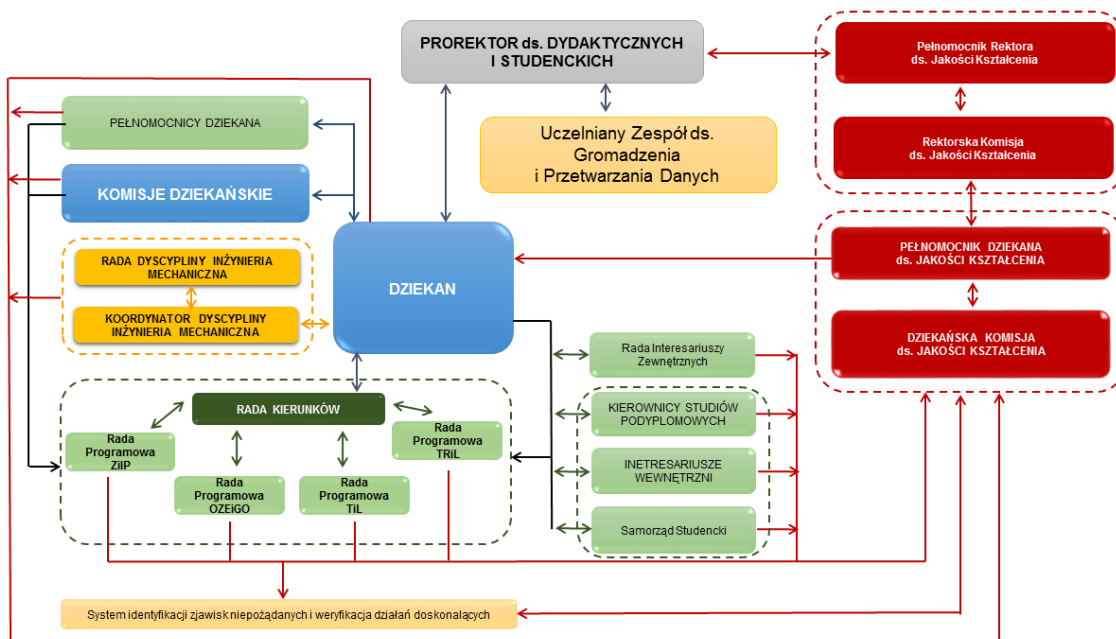 PROREKTOR ds. DYDAKTYCZNYCH
I STUDENCKICH
Pełnomocnik Rektora
ds. Jakości Kształcenia
PEŁNOMOCNICY DZIEKANA
Uczelniany Zespół ds.
Gromadzenia
i Przetwarzania Danych
Rektorska Komisja
ds. Jakości Kształcenia
KOMISJE DZIEKAŃSKIE
RADA DYSCYPLINY INŻYNIERIA
MECHANICZNA
KOORDYNATOR DYSCYPLINY
INŻYNIERIA MECHANICZNA
DZIEKAN
PEŁNOMOCNIK DZIEKANA
ds. JAKOŚCI KSZTAŁCENIA
DZIEKAŃSKA KOMISJA
ds. JAKOŚCI KSZTAŁCENIA
Rada Interesariuszy
Zewnętrznych
KIEROWNICY STUDIÓW
PODYPLOMOWYCH
INETRESARIUSZE
WEWNĘTRZNI
Samorząd Studencki
RADA KIERUNKÓW
Rada
Programowa
ZiIP
Rada
Programowa
OZEiGO
Rada
Programowa
TiL
Rada
Programowa
TRiL
System identyfikacji zjawisk niepożądanych i weryfikacja działań doskonalących